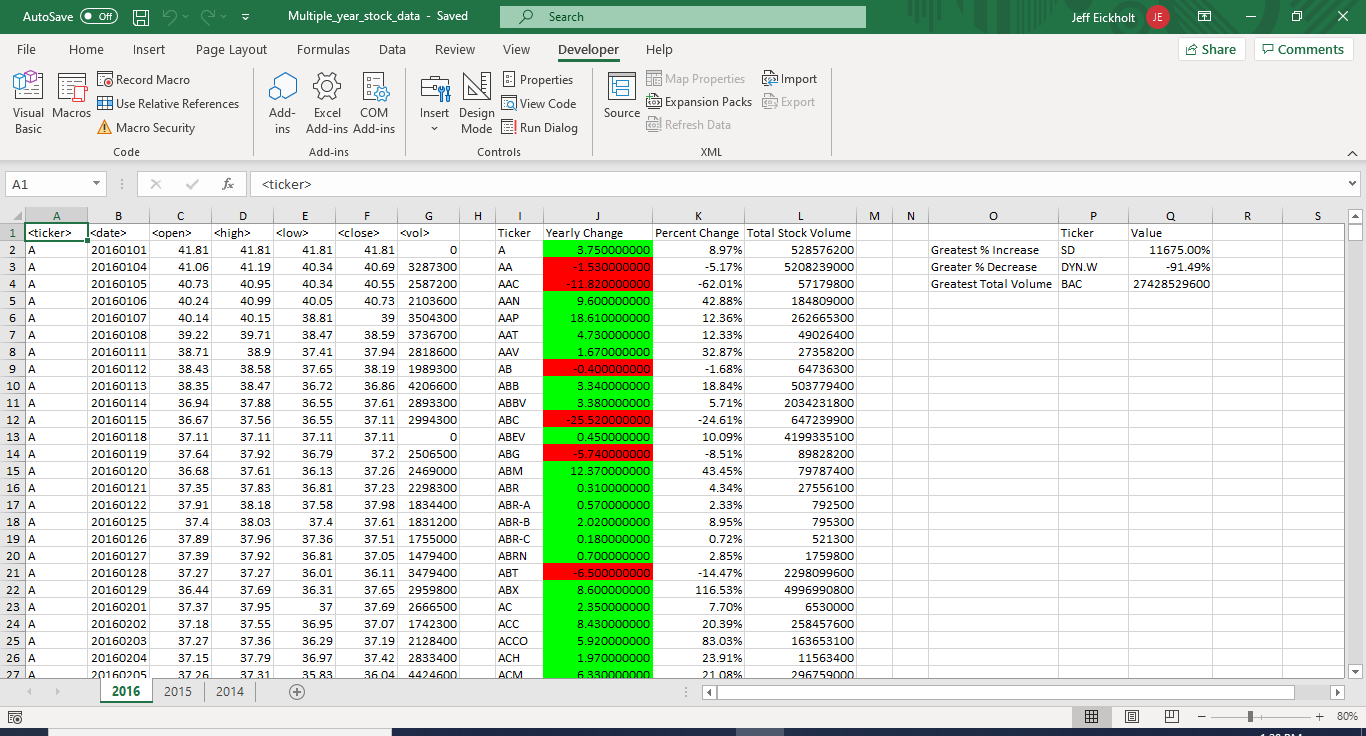 AutoSave Off Multiple_year_stock_data - Saved Search Jeff Eickholt JE
File Home Insert Page Layout Formulas Data Review View Developer Help Share Comments
Visual Basic
Macros
Record Macro
Use Relative References
Macro Security
Code
Add-ins
Excel Add-ins
COM Add-ins
Add-ins
Insert
Design Mode
Properties
View Code
Run Dialog
Controls
Source
Map Properties
Expansion Packs
Refresh Data
Import
Export
XML
A1 fx <ticker>
A B C D E F G H I J K L M N O P Q R S
1 <ticker> <date> <open> <high> <low> <close> <vol> Ticker Yearly Change Percent Change Total Stock Volume Ticker Value
2 A 20160101 41.81 41.81 41.81 41.81 0 A 3.750000000 8.97% 528576200 Greatest % Increase SD 11675.00%
3 A 20160104 41.06 41.19 40.34 40.69 3287300 AA -1.530000000 -5.17% 5208239000 Greater % Decrease DYN.W -91.49%
4 A 20160105 40.73 40.95 40.34 40.55 2587200 AAC -11.820000000 -62.01% 57179800 Greatest Total Volume BAC 27428529600
5 A 20160106 40.24 40.99 40.05 40.73 2103600 AAN 9.600000000 42.88% 184809000
6 A 20160107 40.14 40.15 38.81 39 3504300 AAP 18.610000000 12.36% 262665300
7 A 20160108 39.22 39.71 38.47 38.59 3736700 AAT 4.730000000 12.33% 49026400
8 A 20160111 38.71 38.9 37.41 37.94 2818600 AAV 1.670000000 32.87% 27358200
9 A 20160112 38.43 38.58 37.65 38.19 1989300 AB -0.400000000 -1.68% 64736300
10 A 20160113 38.35 38.47 36.72 36.86 4206600 ABB 3.340000000 18.84% 503779400
11 A 20160114 36.94 37.88 36.55 37.61 2893300 ABBV 3.380000000 5.71% 2034231800
12 A 20160115 36.67 37.56 36.55 37.11 2994300 ABC -25.520000000 -24.61% 647239900
13 A 20160118 37.11 37.11 37.11 37.11 0 ABEV 0.450000000 10.09% 4199335100
14 A 20160119 37.64 37.92 36.79 37.2 2506500 ABG -5.740000000 -8.51% 89828200
15 A 20160120 36.68 37.61 36.13 37.26 2469000 ABM 12.370000000 43.45% 79787400
16 A 20160121 37.35 37.83 36.81 37.23 2298300 ABR 0.310000000 4.34% 27556100
17 A 20160122 37.91 38.18 37.58 37.98 1834400 ABR-A 0.570000000 2.33% 792500
18 A 20160125 37.4 38.03 37.4 37.61 1831200 ABR-B 2.020000000 8.95% 795300
19 A 20160126 37.89 37.96 37.36 37.51 1755000 ABR-C 0.180000000 0.72% 521300
20 A 20160127 37.39 37.92 36.81 37.05 1479400 ABRN 0.700000000 2.85% 1759800
21 A 20160128 37.27 37.27 36.01 36.11 3479400 ABT -6.500000000 -14.47% 2298099600
22 A 20160129 36.44 37.69 36.31 37.65 2959800 ABX 8.600000000 116.53% 4996990800
23 A 20160201 37.37 37.95 37 37.69 2666500 AC 2.350000000 7.70% 6530000
24 A 20160202 37.18 37.55 36.95 37.07 1742300 ACC 8.430000000 20.39% 258457600
25 A 20160203 37.27 37.36 36.29 37.19 2128400 ACCO 5.920000000 83.03% 163653100
26 A 20160204 37.15 37.79 36.97 37.42 2833400 ACH 1.970000000 23.91% 11563400
27 A 20160205 37.26 37.31 35.83 36.04 4424600 ACM 6.330000000 21.08% 296759000
2016 2015 2014
80%